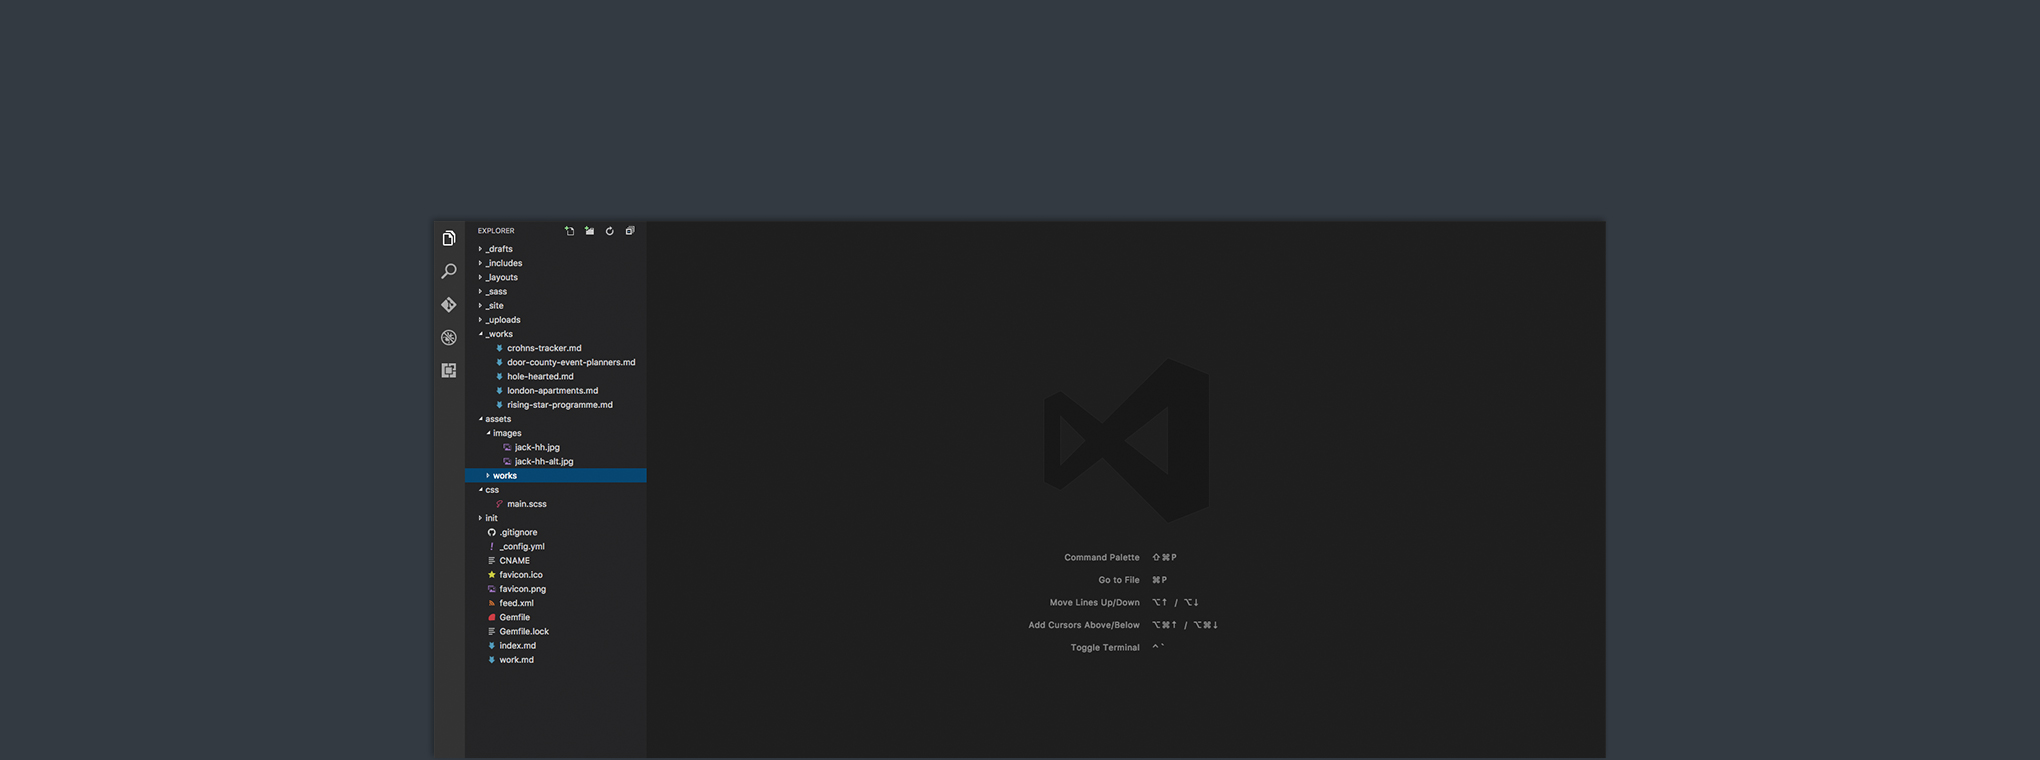 EXPLORER
_drafts
_includes
_layouts
_sass
_site
_uploads
_works
crohns-tracker.md
door-county-event-planners.md
hole-hearted.md
london-apartments.md
rising-star-programme.md
assets
images
jack-hh.jpg
jack-hh-alt.jpg
works
css
main.scss
init
.gitignore
_config.yml
CNAME
favicon.ico
favicon.png
feed.xml
Gemfile
Gemfile.lock
index.md
work.md
Command Palette ⇧⌘P
Go to File ⌘P
Move Lines Up/Down ⌥↑ / ⌥↓
Add Cursors Above/Below ⌥⌘↑ / ⌥⌘↓
Toggle Terminal ^`